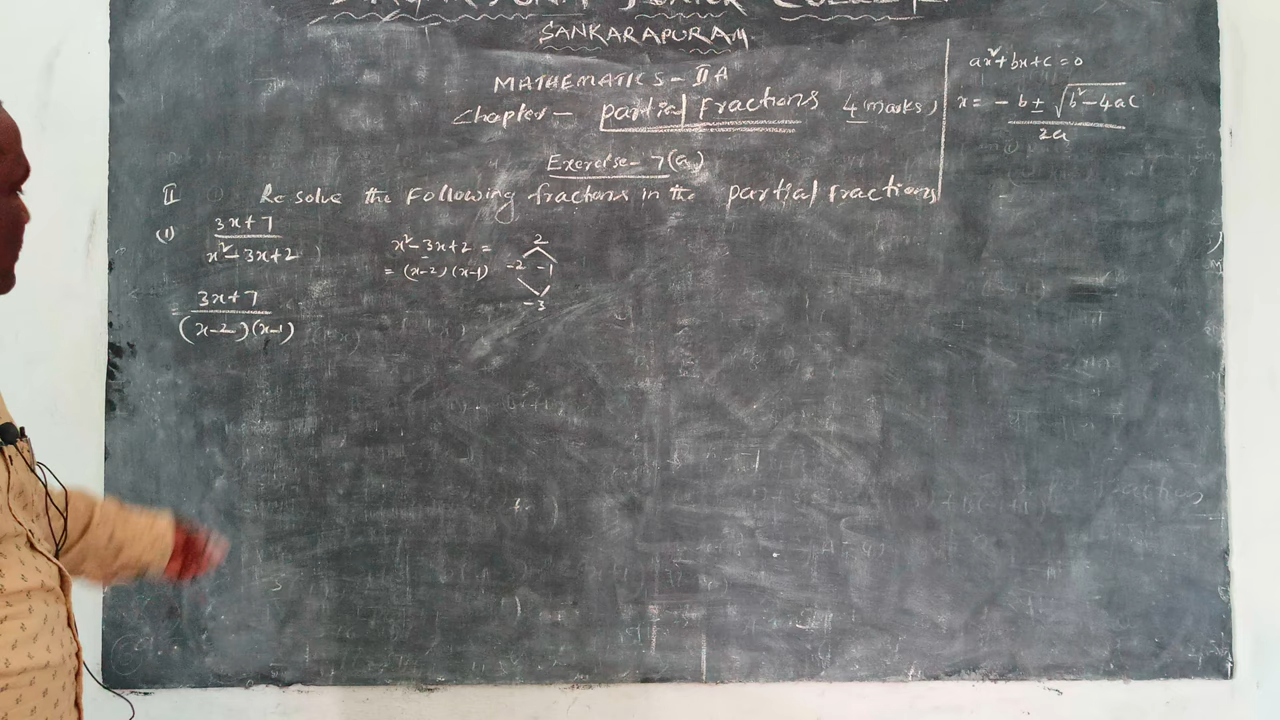 JUNIOR
SANKARAPURAM
MATHEMATICS - IIA
Chapter - partial Fractions 4 (marks)
Exercise - 7(a)
II Resolve the Following fractions in the partial fractions
(1) 3x+7
x²-3x+2
= 3x+7
(x-2)(x-1)
x²-3x+2 =
= (x-2)(x-1)
2
-2 -1
-3
ax²+bx+c=0
x = -b ± √b²-4ac
2a